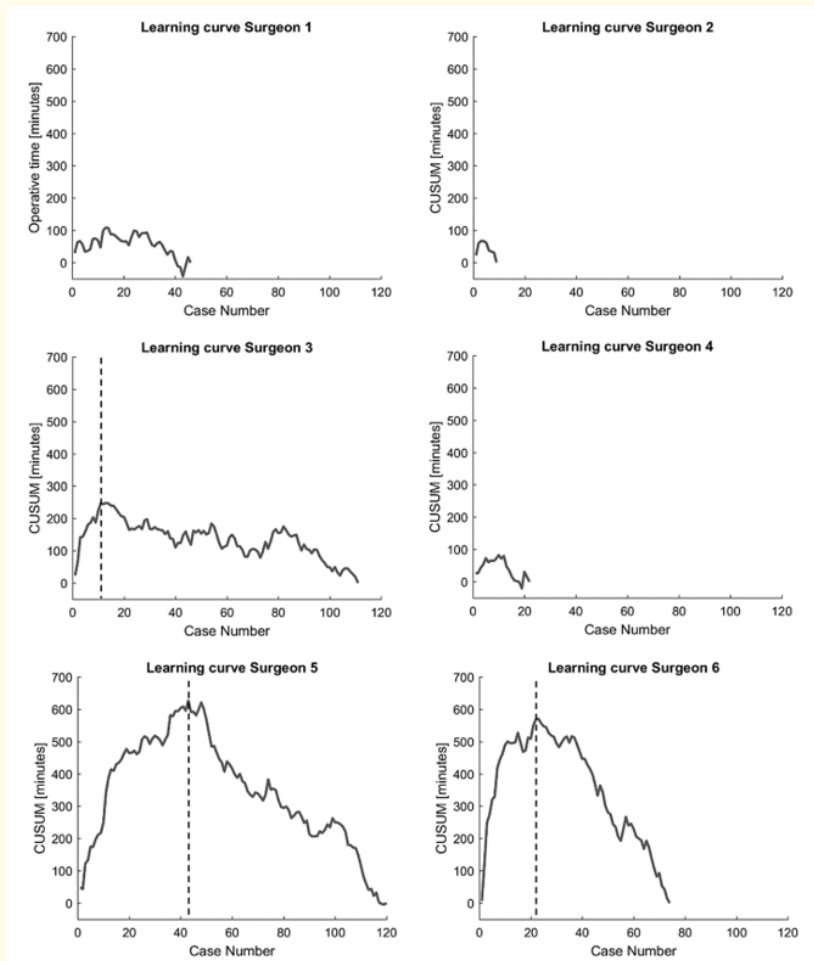 Learning curve Surgeon 1
700
600
500
400
300
200
100
0
Operative time [minutes]
0 20 40 60 80 100 120
Case Number
Learning curve Surgeon 2
700
600
500
400
300
200
100
0
CUSUM [minutes]
0 20 40 60 80 100 120
Case Number
Learning curve Surgeon 3
700
600
500
400
300
200
100
0
CUSUM [minutes]
0 20 40 60 80 100 120
Case Number
Learning curve Surgeon 4
700
600
500
400
300
200
100
0
CUSUM [minutes]
0 20 40 60 80 100 120
Case Number
Learning curve Surgeon 5
700
600
500
400
300
200
100
0
CUSUM [minutes]
0 20 40 60 80 100 120
Case Number
Learning curve Surgeon 6
700
600
500
400
300
200
100
0
CUSUM [minutes]
0 20 40 60 80 100 120
Case Number